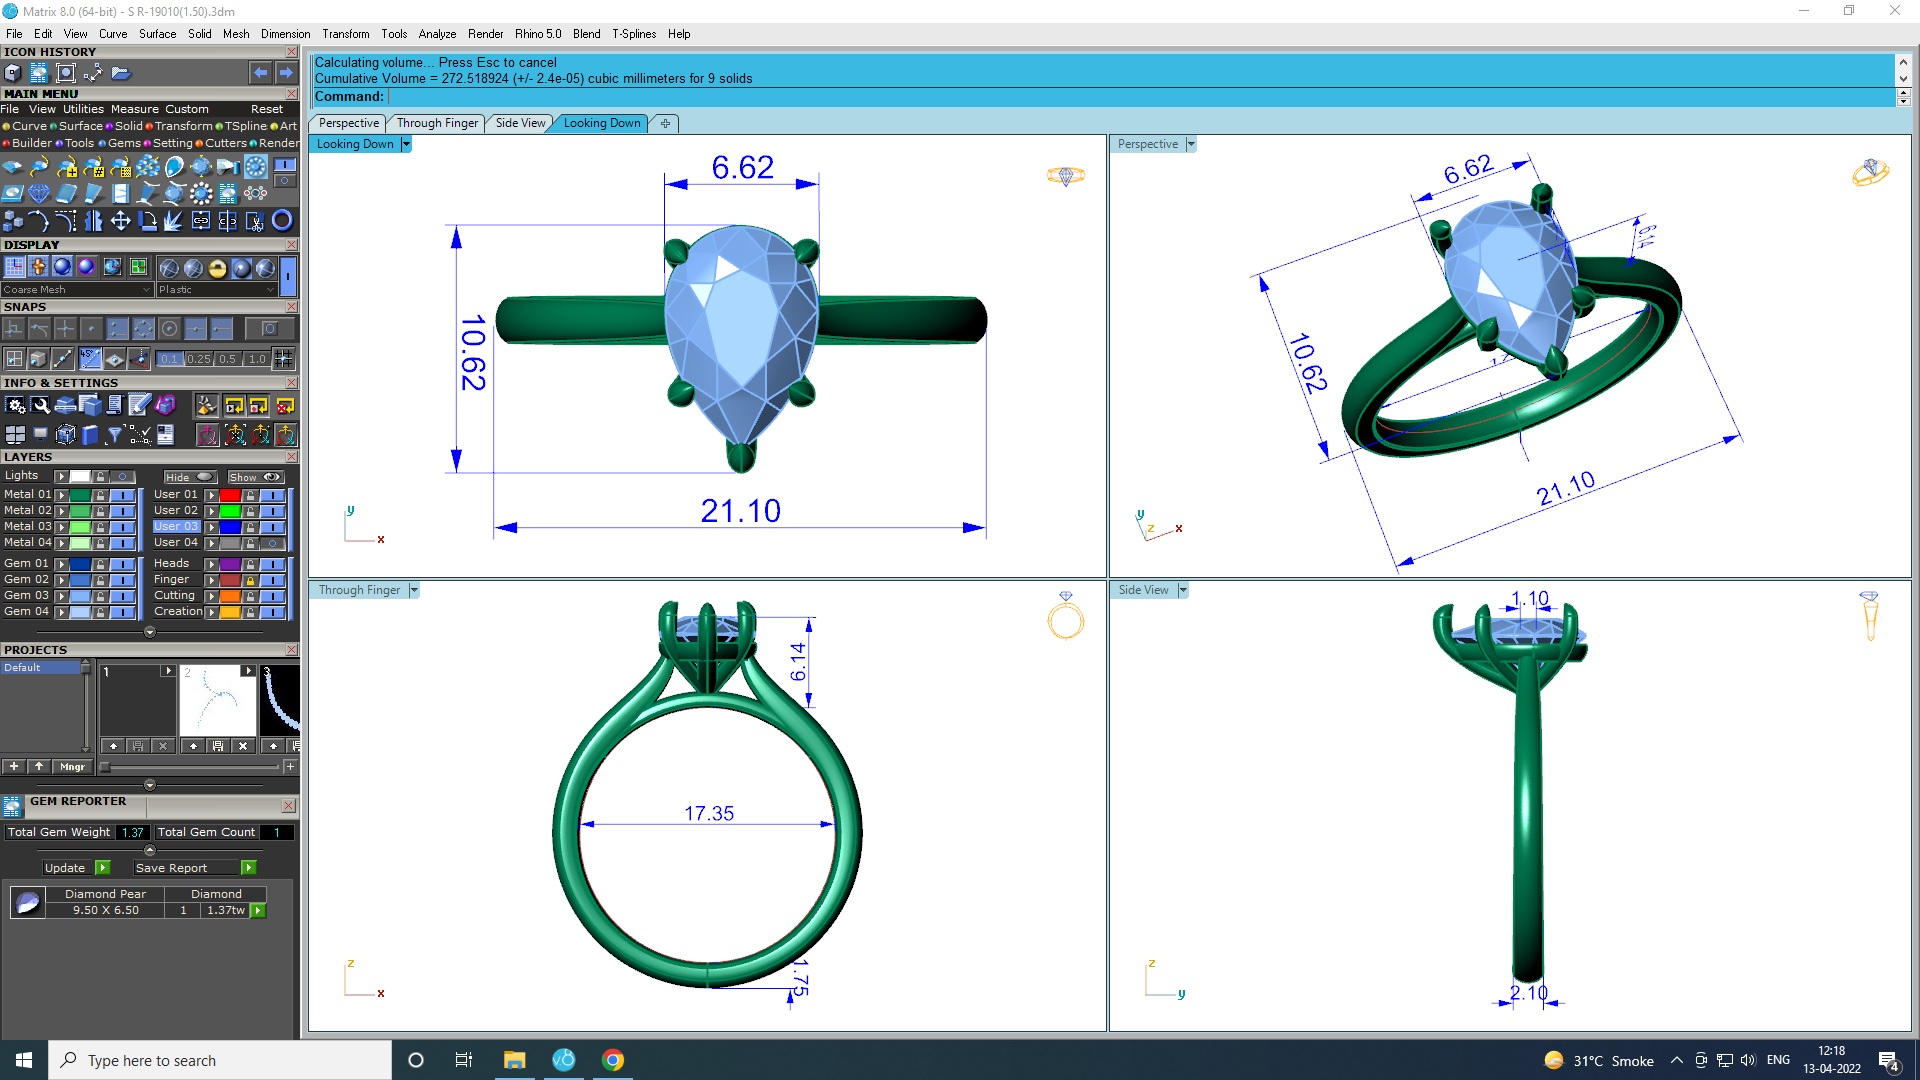 Matrix 8.0 (64-bit) - S R-19010(1.50).3dm
File Edit View Curve Surface Solid Mesh Dimension Transform Tools Analyze Render Rhino 5.0 Blend T-Splines Help
ICON HISTORY
MAIN MENU
File View Utilities Measure Custom Reset
Curve Surface Solid Transform TSpline Art
Builder Tools Gems Setting Cutters Render
DISPLAY
Coarse Mesh Plastic
SNAPS
45°
0.1 0.25 0.5 1.0
INFO & SETTINGS
LAYERS
Lights Hide Show
Metal 01 User 01
Metal 02 User 02
Metal 03 User 03
Metal 04 User 04
Gem 01 Heads
Gem 02 Finger
Gem 03 Cutting
Gem 04 Creation
PROJECTS
Default
1 2 3
Mngr
GEM REPORTER
Total Gem Weight 1.37 Total Gem Count 1
Update Save Report
Diamond Pear Diamond
9.50 X 6.50 1 1.37tw
Calculating volume... Press Esc to cancel
Cumulative Volume = 272.518924 (+/- 2.4e-05) cubic millimeters for 9 solids
Command:
Perspective Through Finger Side View Looking Down
Looking Down
6.62
10.62
21.10
y
x
Perspective
6.62
6.14
10.62
21.10
y
z
x
Through Finger
6.14
17.35
1.75
z
x
Side View
1.10
2.10
z
y
Type here to search
31°C Smoke
ENG
12:18
13-04-2022
4